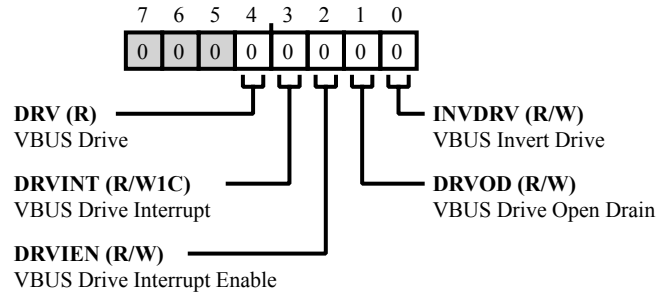 7 6 5 4 3 2 1 0
0 0 0 0 0 0 0 0
DRV (R)
VBUS Drive
INVDRV (R/W)
VBUS Invert Drive
DRVINT (R/W1C)
VBUS Drive Interrupt
DRVOD (R/W)
VBUS Drive Open Drain
DRVIEN (R/W)
VBUS Drive Interrupt Enable